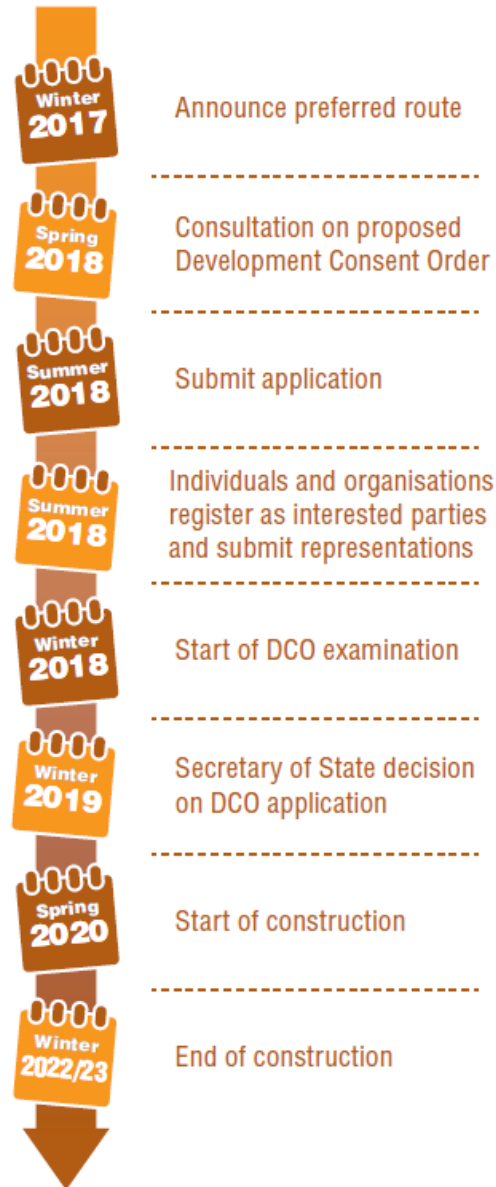 Winter
2017
Announce preferred route
Spring
2018
Consultation on proposed
Development Consent Order
Summer
2018
Submit application
Summer
2018
Individuals and organisations
register as interested parties
and submit representations
Winter
2018
Start of DCO examination
Winter
2019
Secretary of State decision
on DCO application
Spring
2020
Start of construction
Winter
2022/23
End of construction